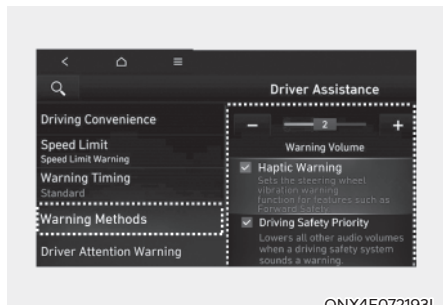 Driver Assistance
Driving Convenience
Speed Limit
Speed Limit Warning
Warning Timing
Standard
Warning Methods
Driver Attention Warning
− 2 +
Warning Volume
Haptic Warning
Sets the steering wheel
vibration warning
function for features such as
Forward Safety
Driving Safety Priority
Lowers all other audio volumes
when a driving safety system
sounds a warning.